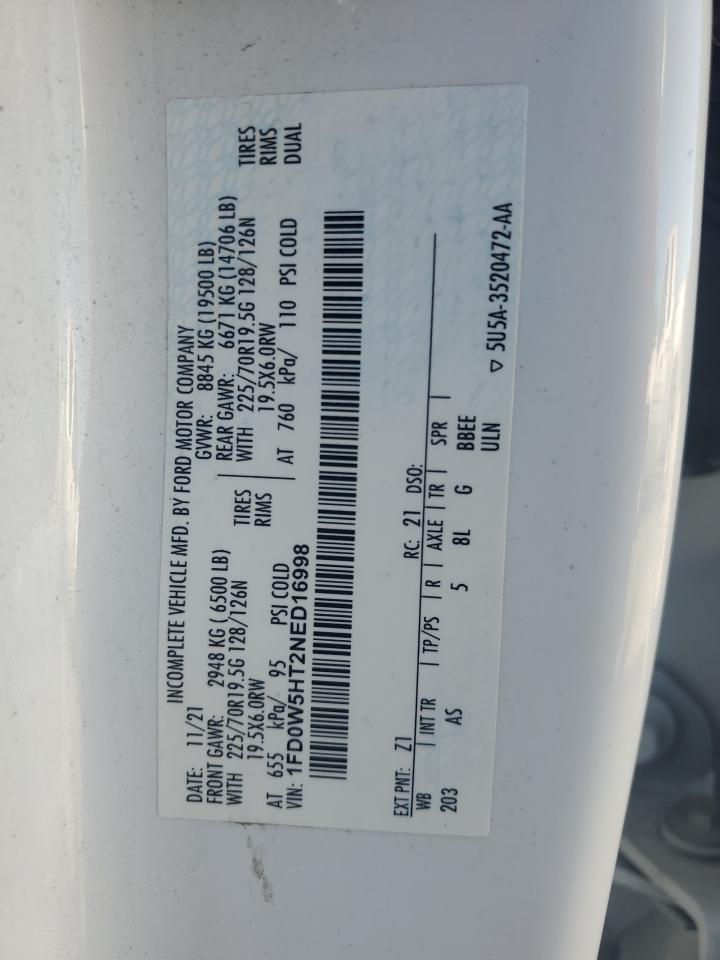 INCOMPLETE VEHICLE MFD. BY FORD MOTOR COMPANY
DATE: 11/21 GVWR: 8845 KG (19500 LB)
FRONT GAWR: 2948 KG ( 6500 LB) REAR GAWR: 6671 KG (14706 LB)
WITH 225/70R19.5G 128/126N TIRES WITH 225/70R19.5G 128/126N TIRES
19.5X6.0RW RIMS 19.5X6.0RW RIMS
AT 655 kPa/ 95 PSI COLD AT 760 kPa/ 110 PSI COLD DUAL
VIN: 1FD0W5HT2NED16998
EXT PNT: Z1 RC: 21 DSO:
WB | INT TR | TP/PS | R | AXLE | TR | SPR |
203 AS 5 8L G BBEE
ULN
▽ 5U5A-3520472-AA